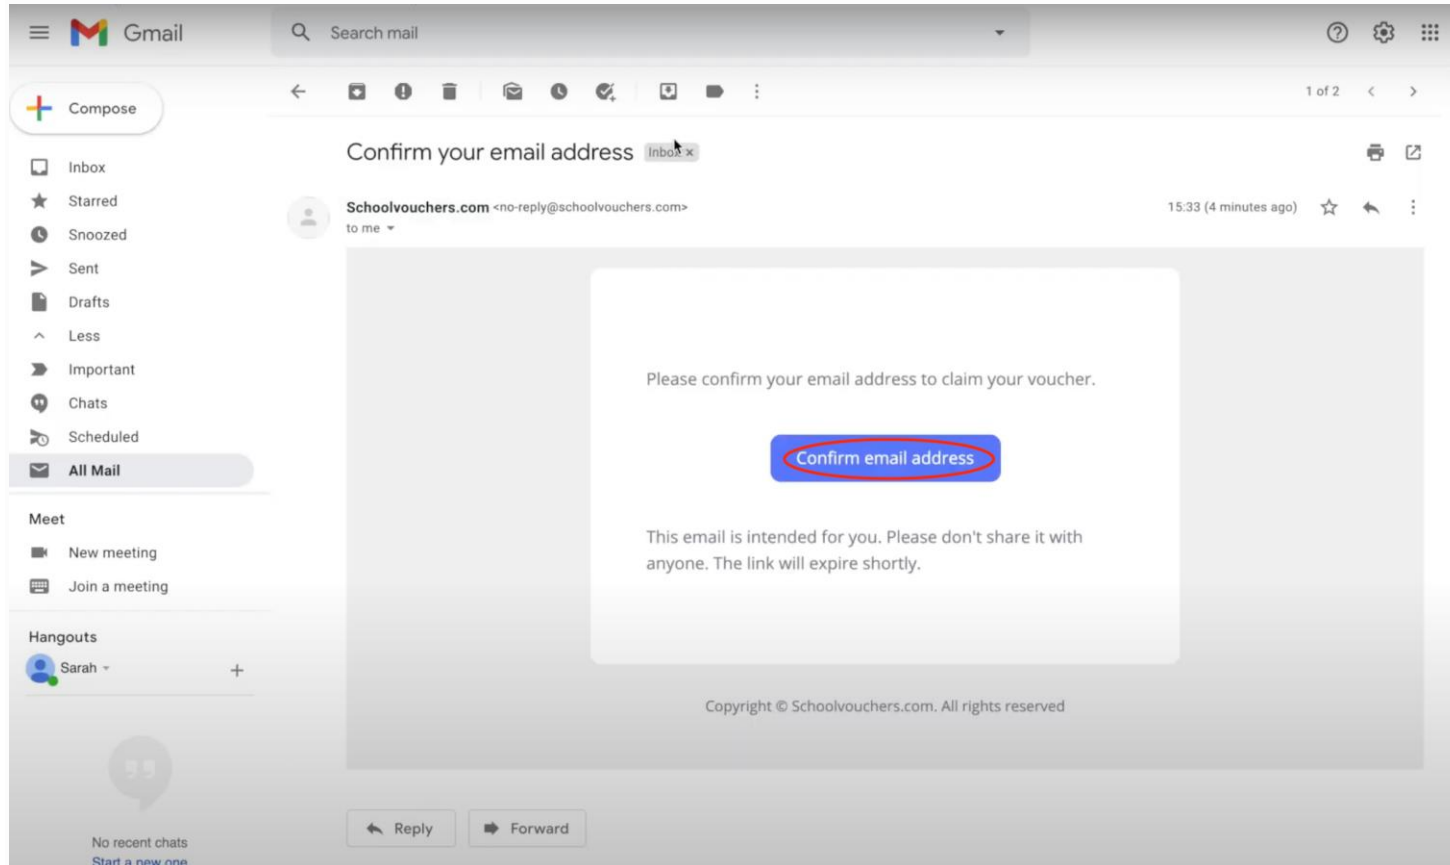 Gmail
Search mail
Compose
1 of 2
Inbox
Starred
Snoozed
Sent
Drafts
Less
Important
Chats
Scheduled
All Mail
Meet
New meeting
Join a meeting
Hangouts
Sarah
No recent chats
Start a new one
Confirm your email address Inbox x
Schoolvouchers.com <no-reply@schoolvouchers.com>
15:33 (4 minutes ago)
to me
Please confirm your email address to claim your voucher.
Confirm email address
This email is intended for you. Please don't share it with
anyone. The link will expire shortly.
Copyright © Schoolvouchers.com. All rights reserved
Reply
Forward